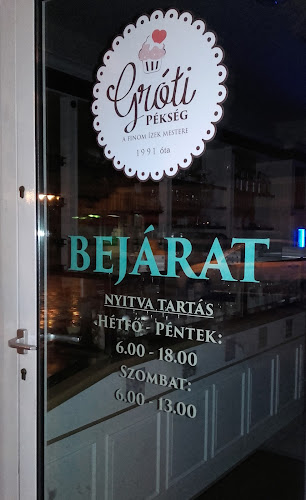 Gróti
PÉKSÉG
A FINOM ÍZEK MESTERE
1991 óta
BEJÁRAT
NYITVA TARTÁS
HÉTFŐ - PÉNTEK:
6.00 - 18.00
SZOMBAT:
6.00 - 13.00